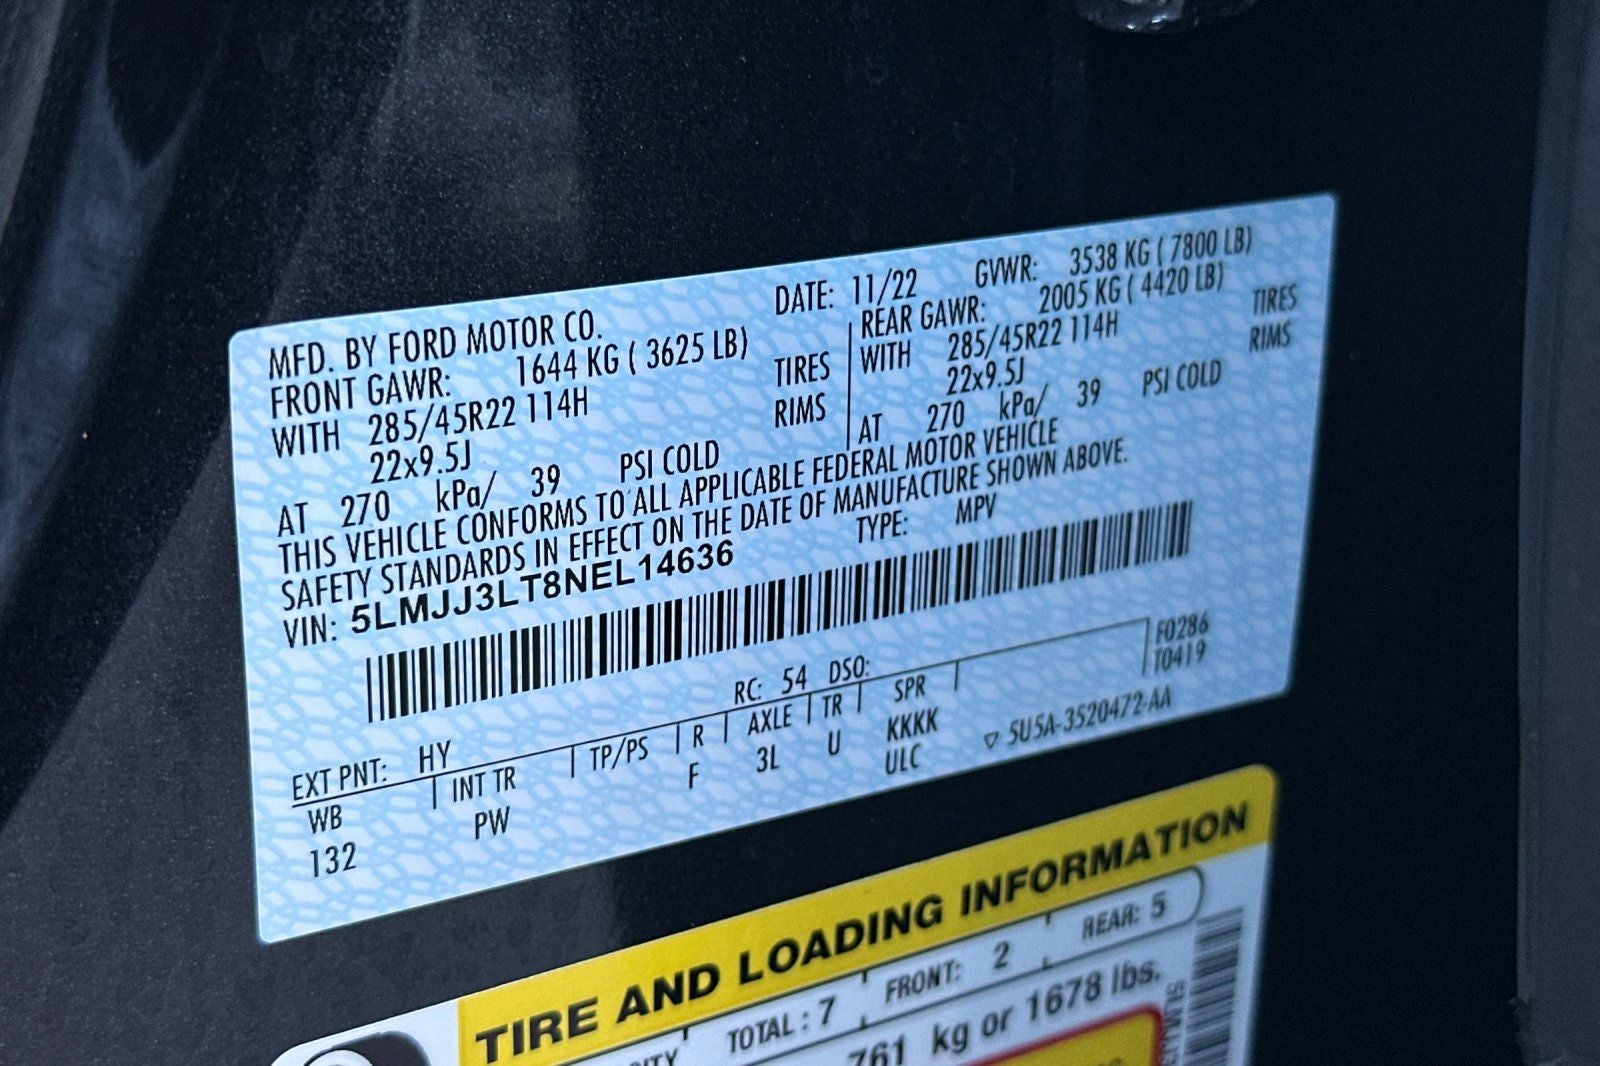 MFD. BY FORD MOTOR CO. DATE: 11/22 GVWR: 3538 KG ( 7800 LB)
FRONT GAWR: 1644 KG ( 3625 LB)
WITH 285/45R22 114H TIRES
22x9.5J RIMS
AT 270 kPa/ 39 PSI COLD
REAR GAWR: 2005 KG ( 4420 LB)
WITH 285/45R22 114H TIRES
22x9.5J RIMS
AT 270 kPa/ 39 PSI COLD
THIS VEHICLE CONFORMS TO ALL APPLICABLE FEDERAL MOTOR VEHICLE
SAFETY STANDARDS IN EFFECT ON THE DATE OF MANUFACTURE SHOWN ABOVE.
VIN: 5LMJJ3LT8NEL14636 TYPE: MPV
RC: 54 DSO:
F0286
T0419
EXT PNT: HY
WB INT TR TP/PS R AXLE TR SPR
132 PW F 3L U KKKK
ULC
▽ 5U5A-3520472-AA
TIRE AND LOADING INFORMATION
TOTAL : 7 FRONT: 2 REAR: 5
761 kg or 1678 lbs.